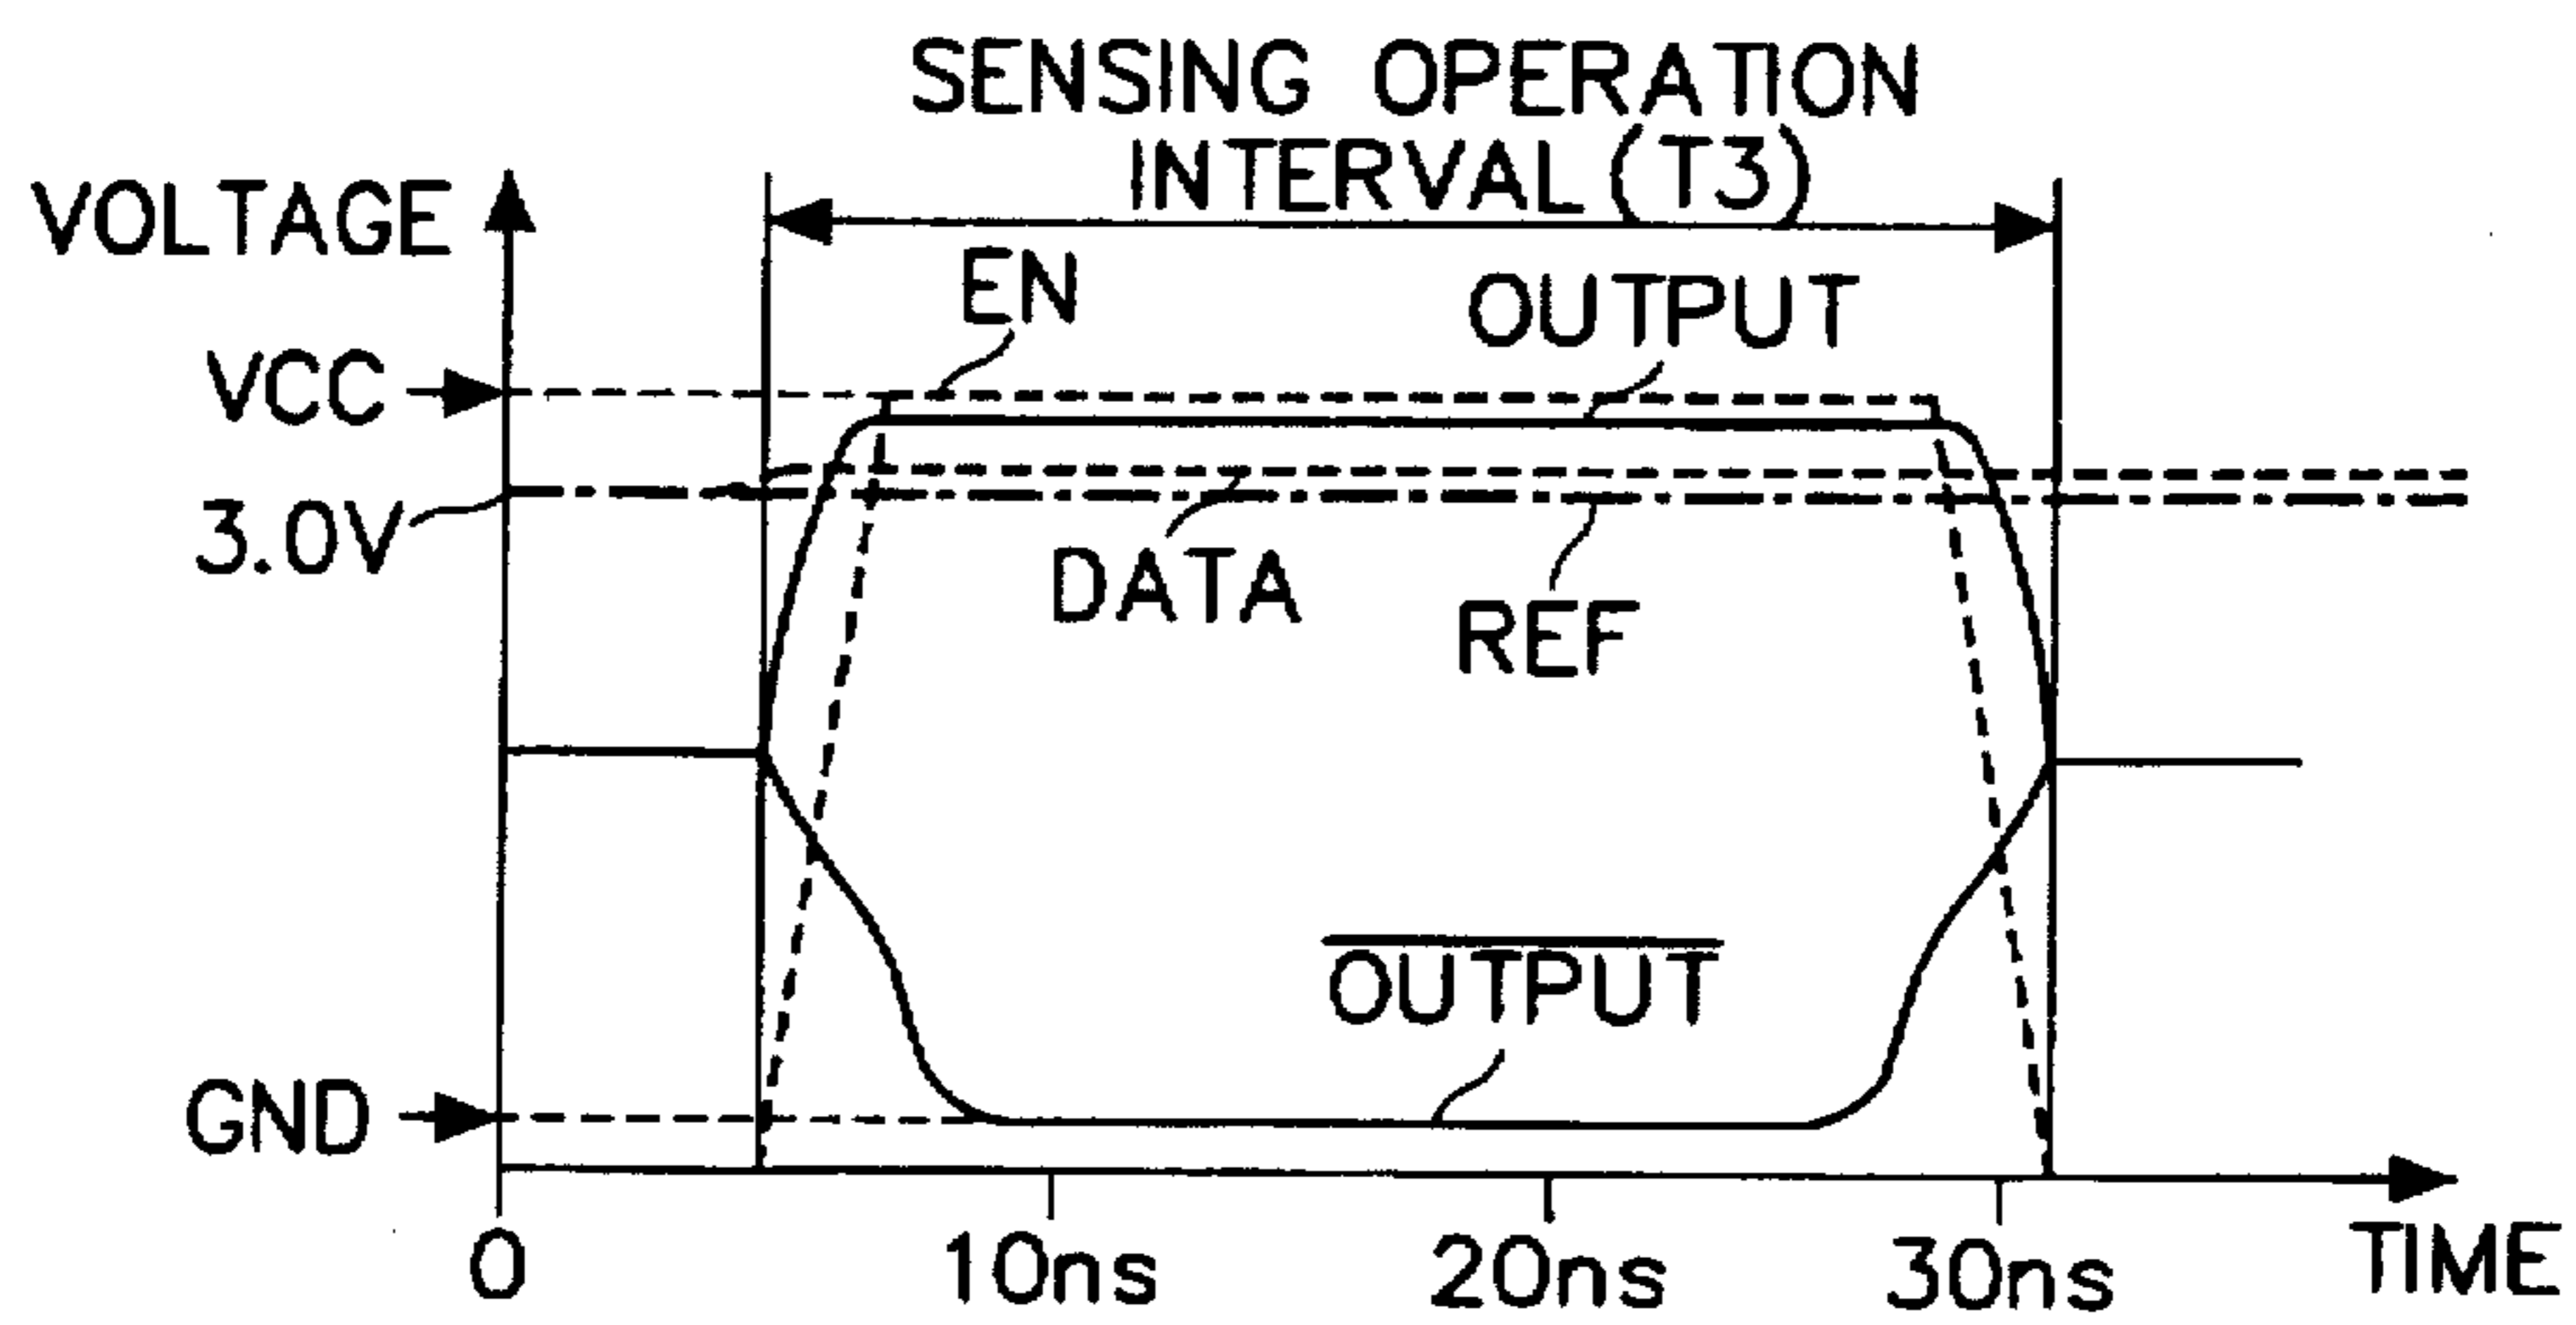 SENSING OPERATION
INTERVAL(T3)
VOLTAGE
EN
OUTPUT
VCC
3.0V
DATA
REF
OUTPUT
GND
0
10ns
20ns
30ns
TIME